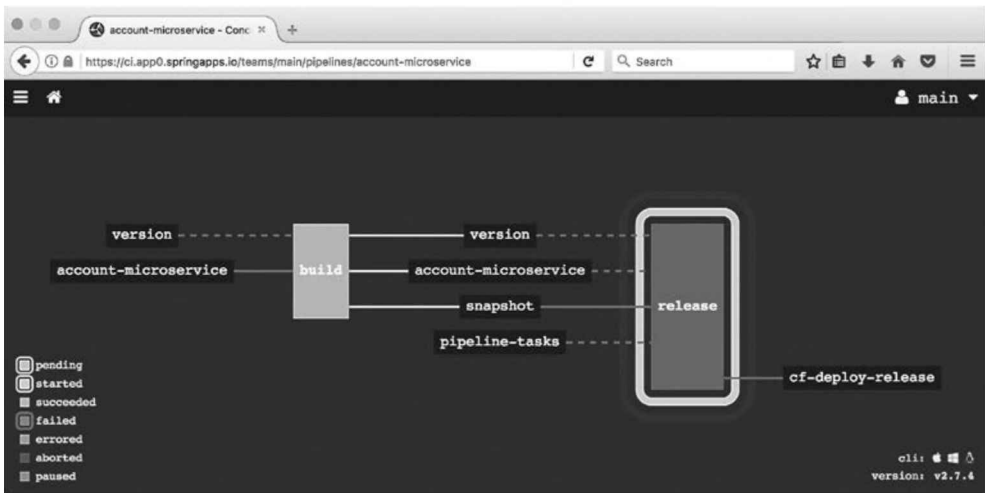 account-microservice - Conc
https://ci.app0.springapps.io/teams/main/pipelines/account-microservice
Search
main
version
version
account-microservice
build
account-microservice
snapshot
release
pipeline-tasks
cf-deploy-release
pending
started
succeeded
failed
errored
aborted
paused
cli:
version: v2.7.4